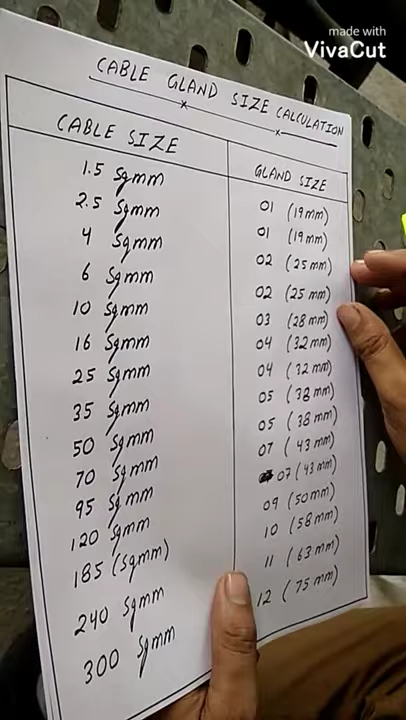 made with
VivaCut
CABLE GLAND SIZE CALCULATION
CABLE SIZE GLAND SIZE
1.5 Sqmm 01 (19mm)
2.5 Sqmm 01 (19mm)
4 Sqmm 02 (25mm)
6 Sqmm 02 (25mm)
10 Sqmm 03 (28mm)
16 Sqmm 04 (32mm)
25 Sqmm 04 (32mm)
35 Sqmm 05 (38mm)
50 Sqmm 05 (38mm)
70 Sqmm 07 (43mm)
95 Sqmm 07 (43mm)
120 Sqmm 09 (50mm)
185 (Sqmm) 10 (58mm)
240 Sqmm 11 (63mm)
300 Sqmm 12 (75mm)